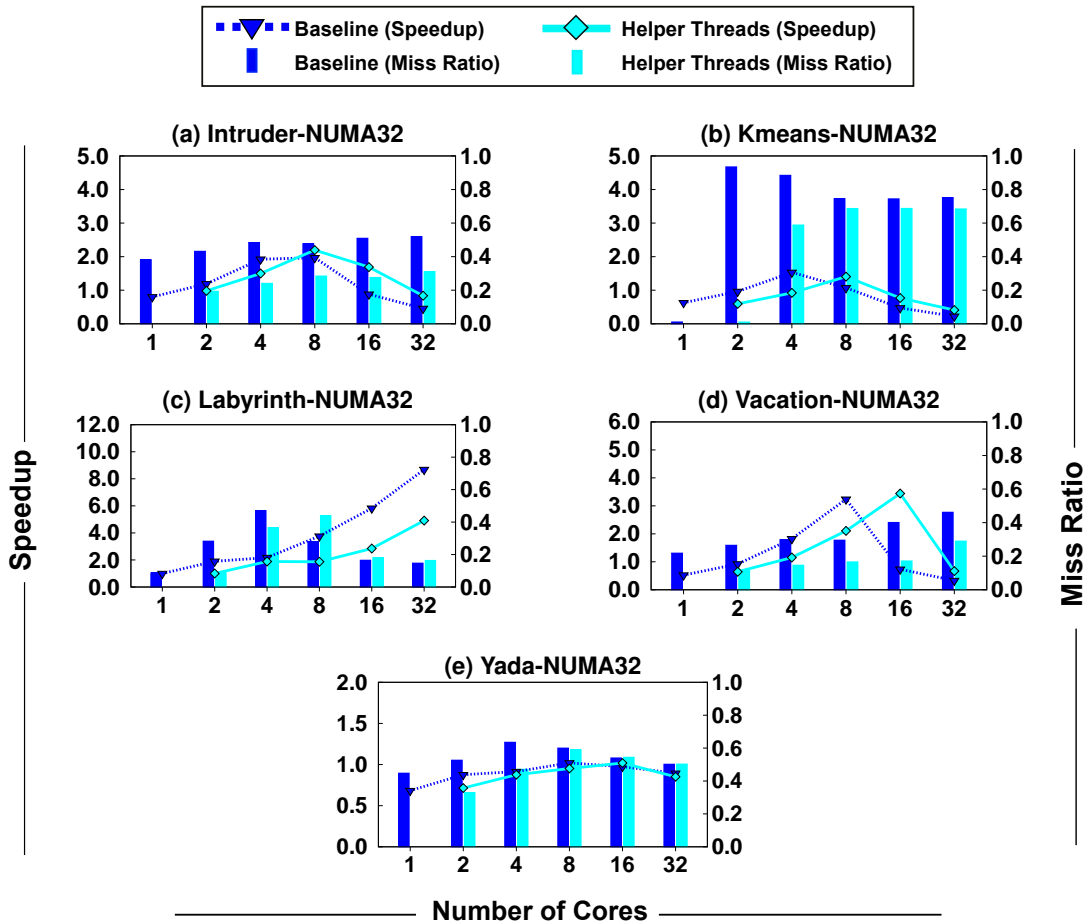 Baseline (Speedup) Helper Threads (Speedup)
Baseline (Miss Ratio) Helper Threads (Miss Ratio)
Speedup
Miss Ratio
(a) Intruder-NUMA32
5.0 1.0
4.0 0.8
3.0 0.6
2.0 0.4
1.0 0.2
0.0 0.0
1 2 4 8 16 32
(b) Kmeans-NUMA32
5.0 1.0
4.0 0.8
3.0 0.6
2.0 0.4
1.0 0.2
0.0 0.0
1 2 4 8 16 32
(c) Labyrinth-NUMA32
12.0 1.0
10.0 0.8
8.0 0.6
6.0
4.0 0.4
2.0 0.2
0.0 0.0
1 2 4 8 16 32
(d) Vacation-NUMA32
6.0 1.0
5.0 0.8
4.0 0.6
3.0
2.0 0.4
1.0 0.2
0.0 0.0
1 2 4 8 16 32
(e) Yada-NUMA32
2.0 1.0
1.5 0.8
1.0 0.6
0.5 0.4
0.0 0.2
0.0
1 2 4 8 16 32
Number of Cores